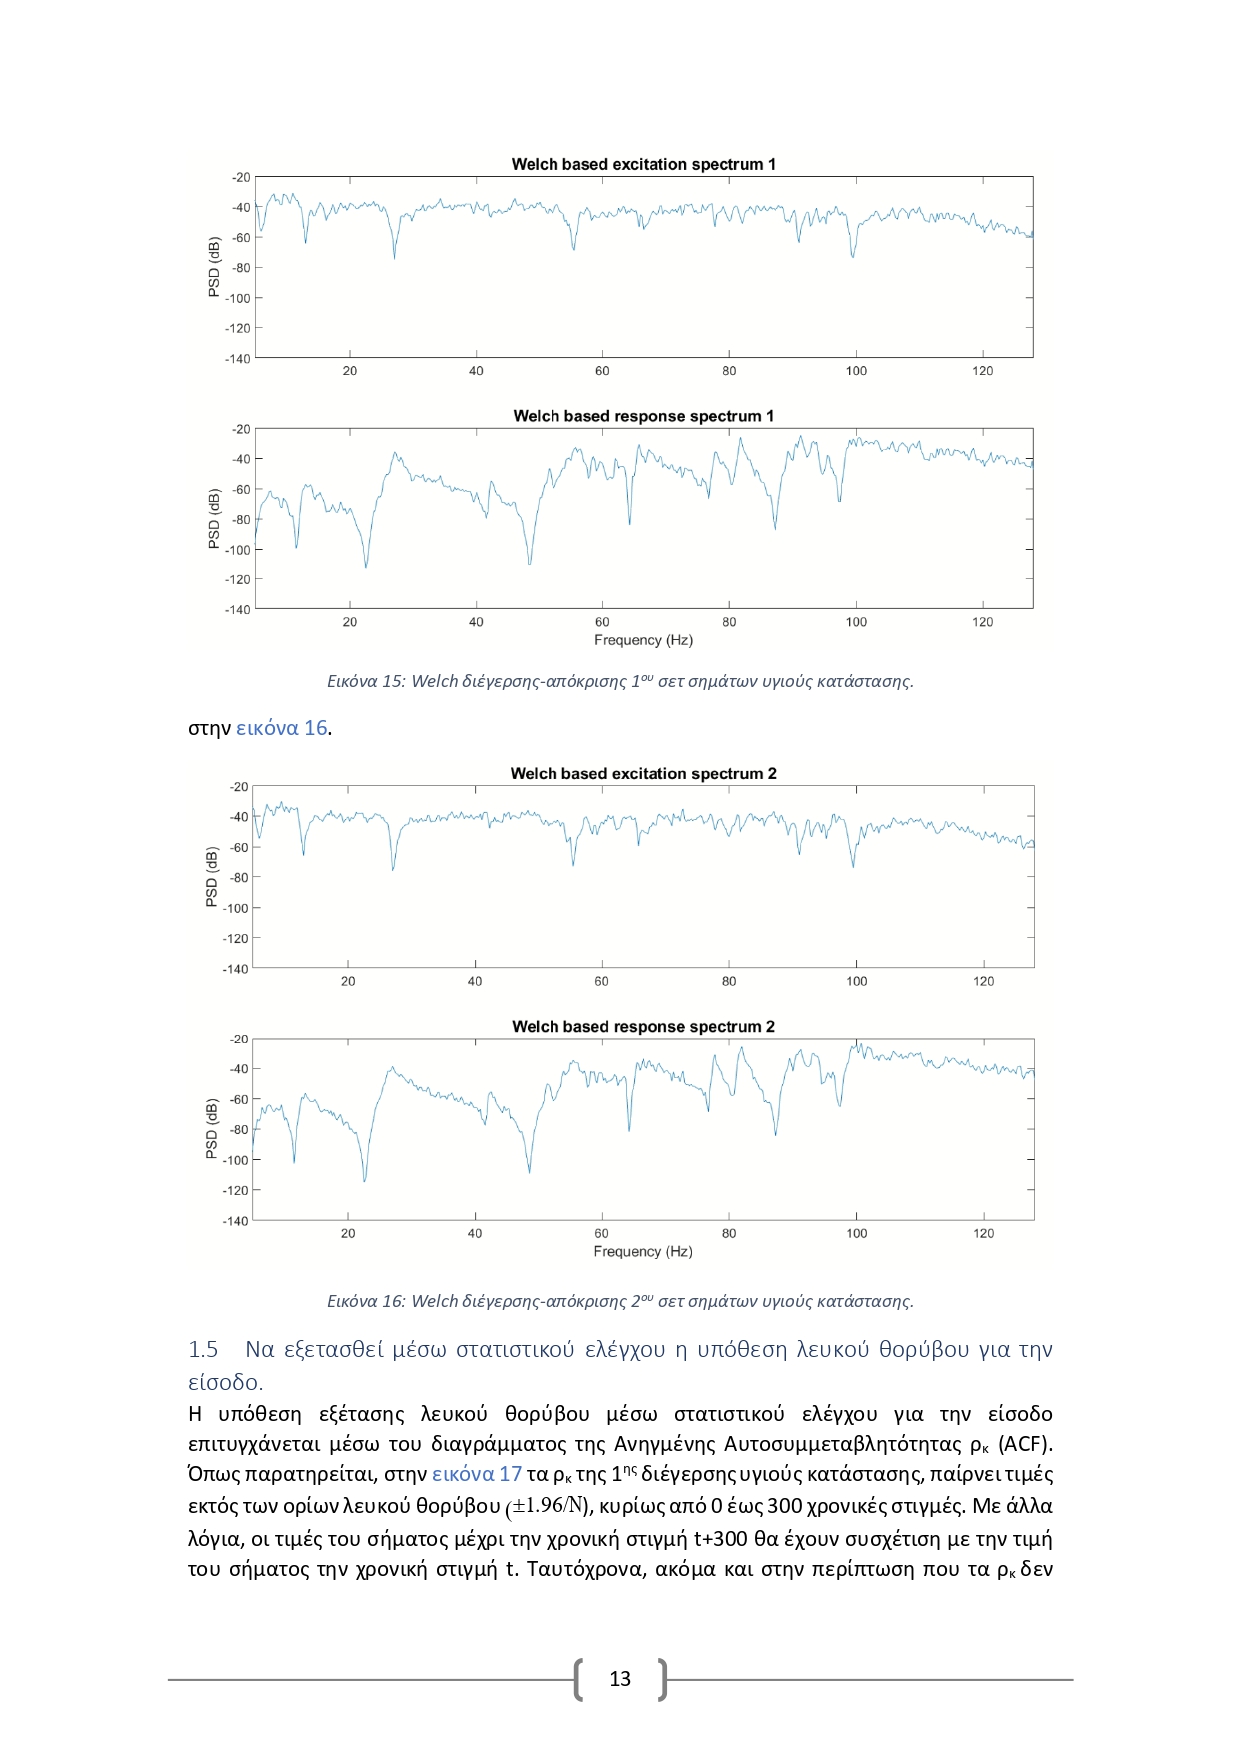 Welch based excitation spectrum 1
-20
-40
-60
-80
-100
-120
-140
PSD (dB)
20 40 60 80 100 120
Welch based response spectrum 1
-20
-40
-60
-80
-100
-120
-140
PSD (dB)
20 40 60 80 100 120
Frequency (Hz)
Εικόνα 15: Welch διέγερσης-απόκρισης 1ου σετ σημάτων υγιούς κατάστασης.
στην εικόνα 16.
Welch based excitation spectrum 2
-20
-40
-60
-80
-100
-120
-140
PSD (dB)
20 40 60 80 100 120
Welch based response spectrum 2
-20
-40
-60
-80
-100
-120
-140
PSD (dB)
20 40 60 80 100 120
Frequency (Hz)
Εικόνα 16: Welch διέγερσης-απόκρισης 2ου σετ σημάτων υγιούς κατάστασης.
1.5 Να εξετασθεί μέσω στατιστικού ελέγχου η υπόθεση λευκού θορύβου για την
είσοδο.
Η υπόθεση εξέτασης λευκού θορύβου μέσω στατιστικού ελέγχου για την είσοδο
επιτυγχάνεται μέσω του διαγράμματος της Ανηγμένης Αυτοσυμμεταβλητότητας ρκ (ACF).
Όπως παρατηρείται, στην εικόνα 17 τα ρκ της 1ης διέγερσης υγιούς κατάστασης, παίρνει τιμές
εκτός των ορίων λευκού θορύβου (±1.96/N), κυρίως από 0 έως 300 χρονικές στιγμές. Με άλλα
λόγια, οι τιμές του σήματος μέχρι την χρονική στιγμή t+300 θα έχουν συσχέτιση με την τιμή
του σήματος την χρονική στιγμή t. Ταυτόχρονα, ακόμα και στην περίπτωση που τα ρκ δεν
13